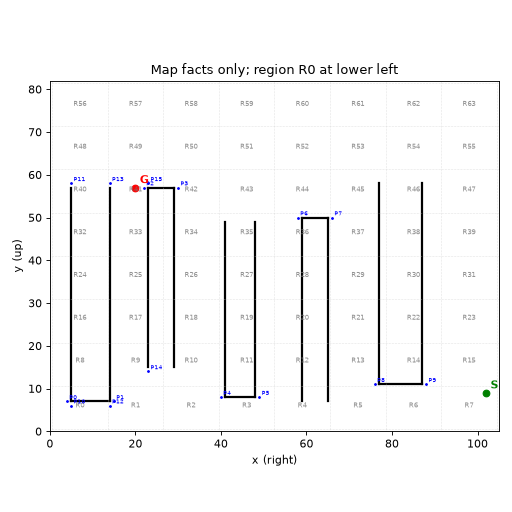 Map facts only; region R0 at lower left
80
R56 R57 R58 R59 R60 R61 R62 R63
70
R48 R49 R50 R51 R52 R53 R54 R55
60
P11 P13 P15 G P3
R40 R42 R43 R44 R45 R46 R47
50
P6 P7
R32 R33 R34 R35 R36 R37 R38 R39
40
R24 R25 R26 R27 R28 R29 R30 R31
30
R16 R17 R18 R19 R20 R21 R22 R23
20
R8 R9 R10 R11 R12 R13 R14 R15
P14
P8 P9 S
10
P0 P1 P4 P5
P12
R0 R1 R2 R3 R4 R5 R6 R7
0
0 20 40 60 80 100
x (right)
y (up)